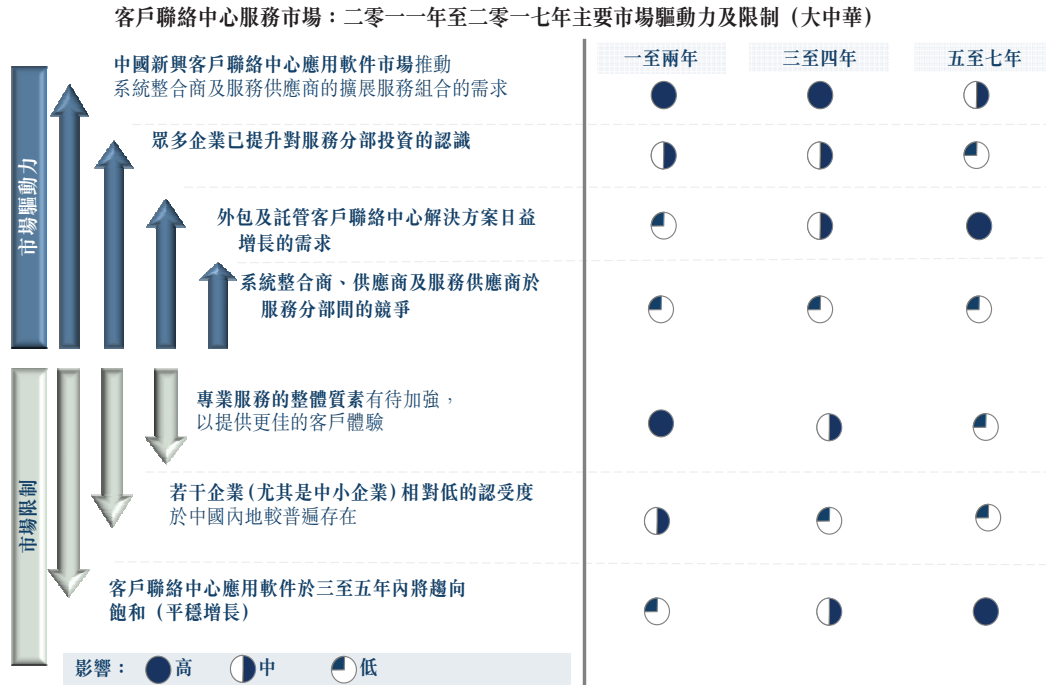 客戶聯絡中心服務市場：二零一一年至二零一七年主要市場驅動力及限制（大中華）
一至兩年
三至四年
五至七年
市場驅動力
中國新興客戶聯絡中心應用軟件市場推動
系統整合商及服務供應商的擴展服務組合的需求
眾多企業已提升對服務分部投資的認識
外包及託管客戶聯絡中心解決方案日益
增長的需求
系統整合商、供應商及服務供應商於
服務分部間的競爭
市場限制
專業服務的整體質素有待加強，
以提供更佳的客戶體驗
若干企業（尤其是中小企業）相對低的認受度
於中國內地較普遍存在
客戶聯絡中心應用軟件於三至五年內將趨向
飽和（平穩增長）
影響： 高 中 低